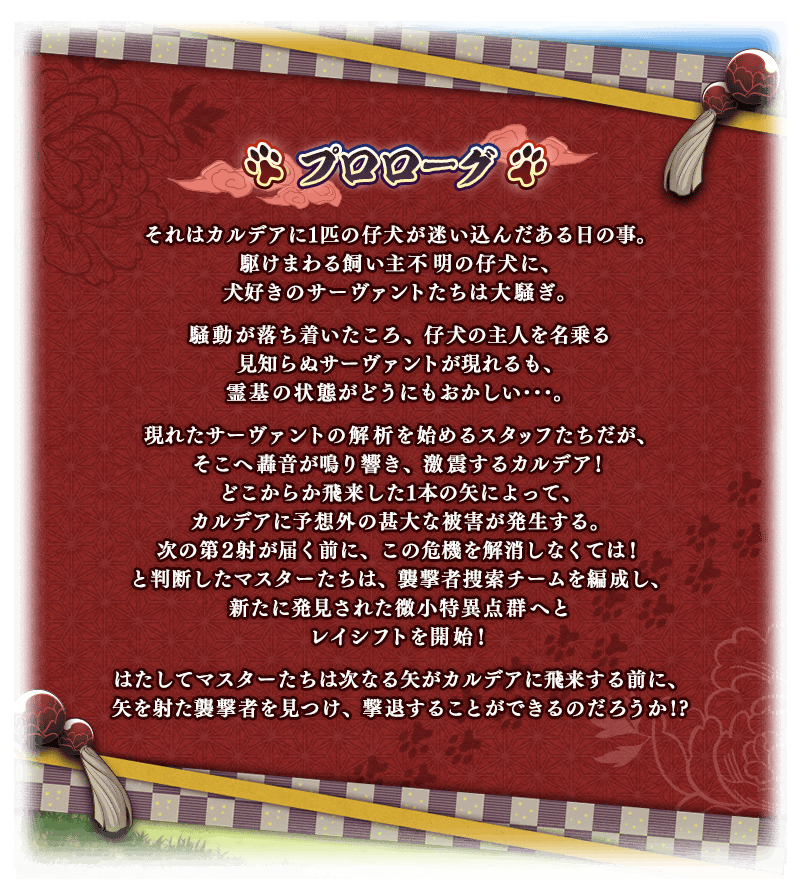 プロローグ
それはカルデアに1匹の仔犬が迷い込んだある日の事。
駆けまわる飼い主不明の仔犬に、
犬好きのサーヴァントたちは大騒ぎ。
騒動が落ち着いたころ、仔犬の主人を名乗る
見知らぬサーヴァントが現れるも、
霊基の状態がどうにもおかしい・・・。
現れたサーヴァントの解析を始めるスタッフたちだが、
そこへ轟音が鳴り響き、激震するカルデア!
どこからか飛来した1本の矢によって、
カルデアに予想外の甚大な被害が発生する。
次の第2射が届く前に、この危機を解消しなくては!
と判断したマスターたちは、襲撃者捜索チームを編成し、
新たに発見された微小特異点群へと
レイシフトを開始!
はたしてマスターたちは次なる矢がカルデアに飛来する前に、
矢を射た襲撃者を見つけ、撃退することができるのだろうか!?